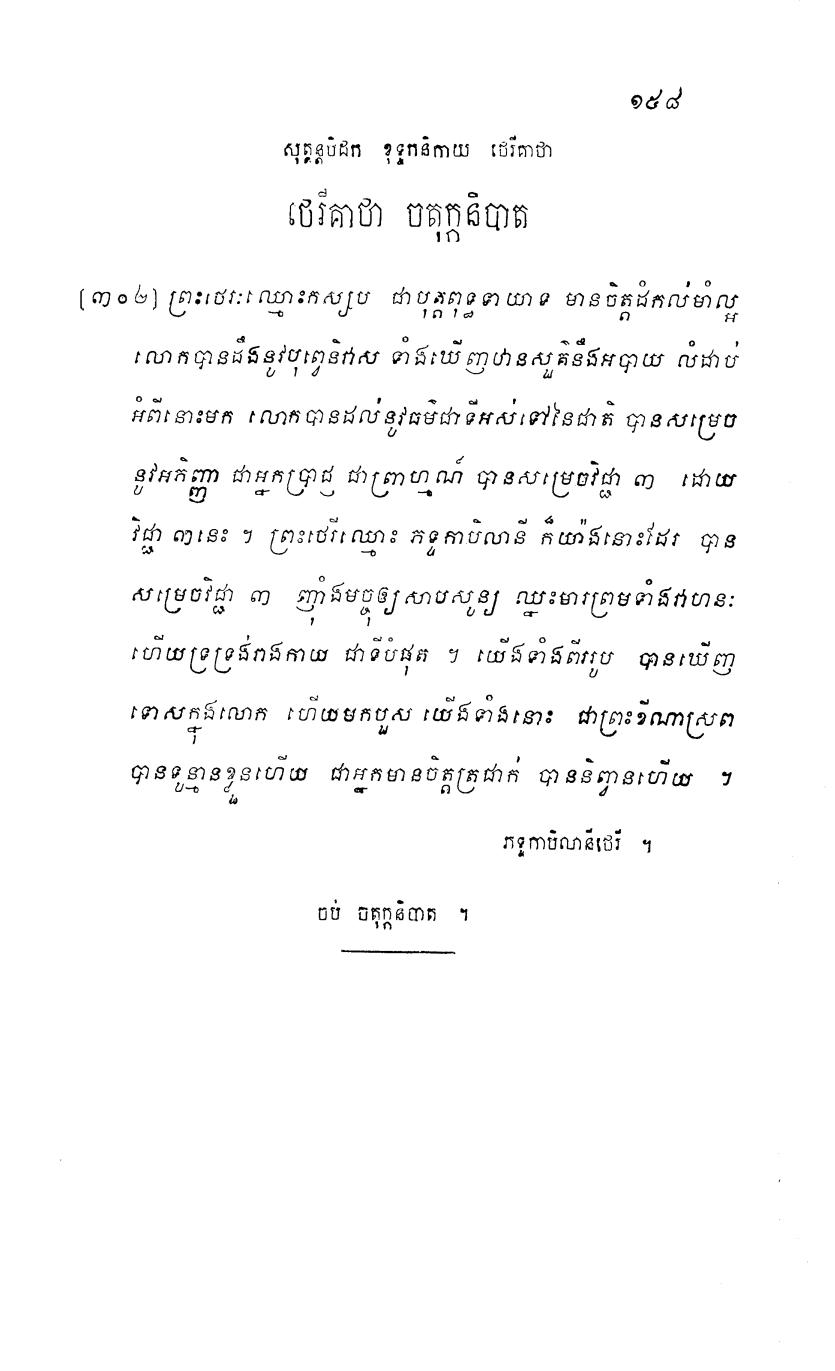 ១៥៨
សុត្តន្តបិដក ខុទ្ទកនិកាយ ថេរីគាថា
ថេរីគាថា ចតុក្កនិបាត
[៣០៤] ព្រះថេរៈឈ្មោះកស្សប ជាបុត្តពុទ្ធទាយាទ មានចិត្តដំកល់មាំល្អ
លោកបានដឹងនូវបុព្វេនិវាស ទាំងឃើញឋានសួគ៌នឹងអបាយ លំដាប់
អំពីនោះមក លោកបានដល់នូវធម៌ជាទីអស់ទៅនៃជាតិ បានសម្រេច
នូវអភិញ្ញា ជាអ្នកប្រាជ្ញ ជាព្រាហ្មណ៍ បានសម្រេចវិជ្ជា ៣ ដោយ
វិជ្ជា ៣នេះ ។ ព្រះថេរីឈ្មោះ ភទ្ទកាបិលានី ក៏យ៉ាងនោះដែរ បាន
សម្រេចវិជ្ជា ៣ ញ៉ាំងមច្ចុឲ្យសាបសូន្យ ឈ្នះមារព្រមទាំងវាហនៈ
ហើយទ្រទ្រង់រាងកាយ ជាទីបំផុត ។ យើងទាំងពីររូប បានឃើញ
ទោសក្នុងលោក ហើយមកបួស យើងទាំងនោះ ជាព្រះខីណាស្រព
បានទូន្មានខ្លួនហើយ ជាអ្នកមានចិត្តត្រជាក់ បាននិព្វានហើយ ។
ភទ្ទកាបិលានីថេរី ។
ចប់ ចតុក្កនិបាត ។